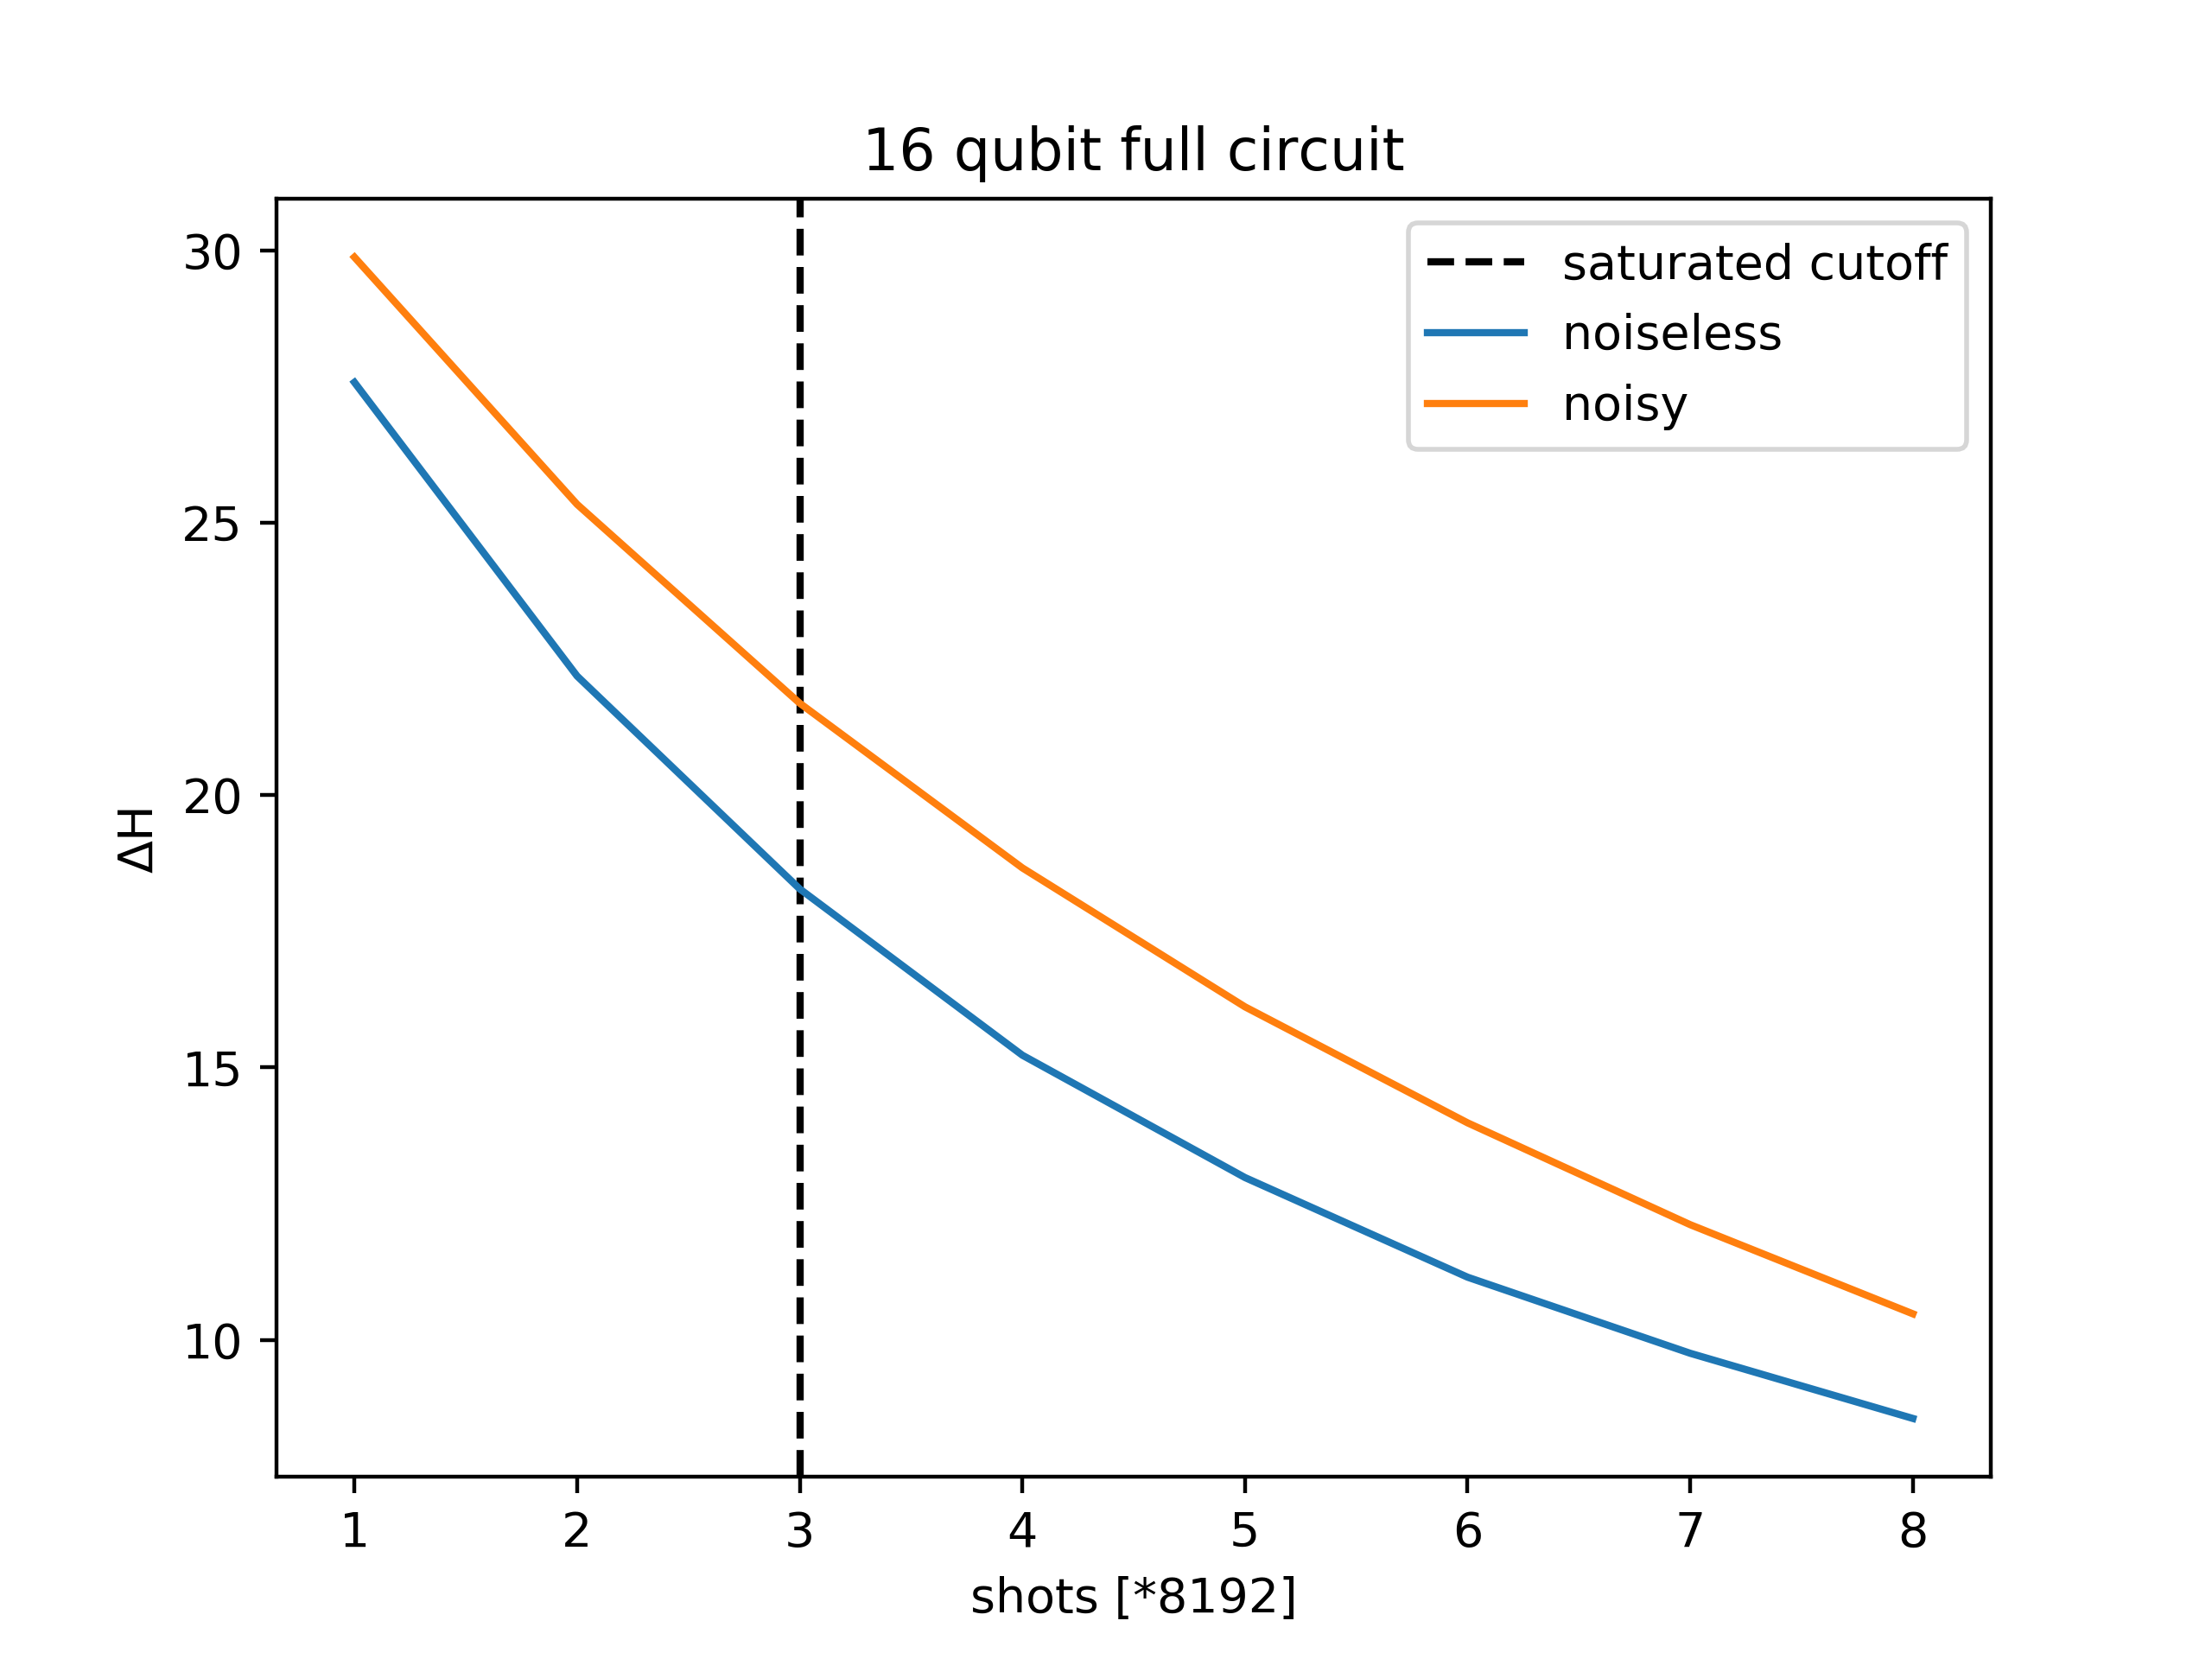 16 qubit full circuit
saturated cutoff
noiseless
noisy
30
25
20
15
10
ΔH
1 2 3 4 5 6 7 8
shots [*8192]